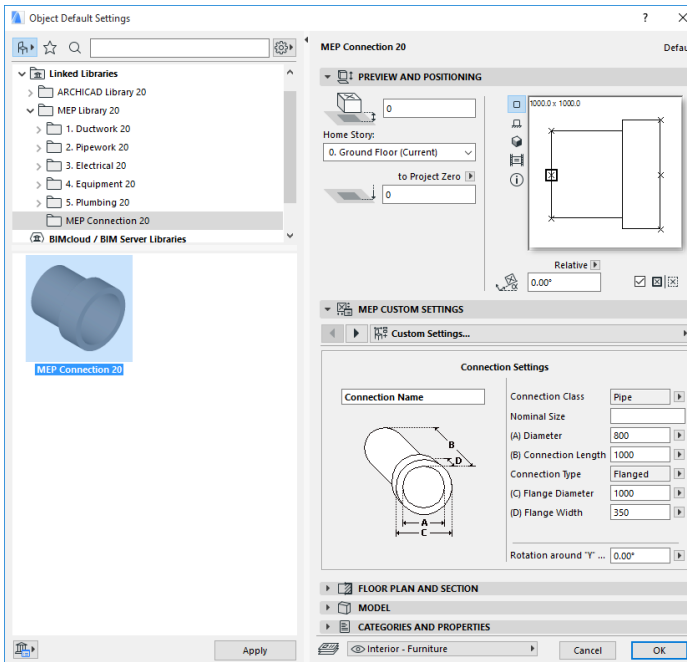 Object Default Settings
Linked Libraries
ARCHICAD Library 20
MEP Library 20
1. Ductwork 20
2. Pipework 20
3. Electrical 20
4. Equipment 20
5. Plumbing 20
MEP Connection 20
BIMcloud / BIM Server Libraries
MEP Connection 20
Apply
MEP Connection 20
Defau
PREVIEW AND POSITIONING
0
Home Story:
0. Ground Floor (Current)
to Project Zero
0
1000.0 x 1000.0
Relative
0.00°
MEP CUSTOM SETTINGS
Custom Settings...
Connection Settings
Connection Name
B
D
A
C
Connection Class Pipe
Nominal Size
(A) Diameter 800
(B) Connection Length 1000
Connection Type Flanged
(C) Flange Diameter 1000
(D) Flange Width 350
Rotation around "Y" ... 0.00°
FLOOR PLAN AND SECTION
MODEL
CATEGORIES AND PROPERTIES
Interior - Furniture
Cancel
OK